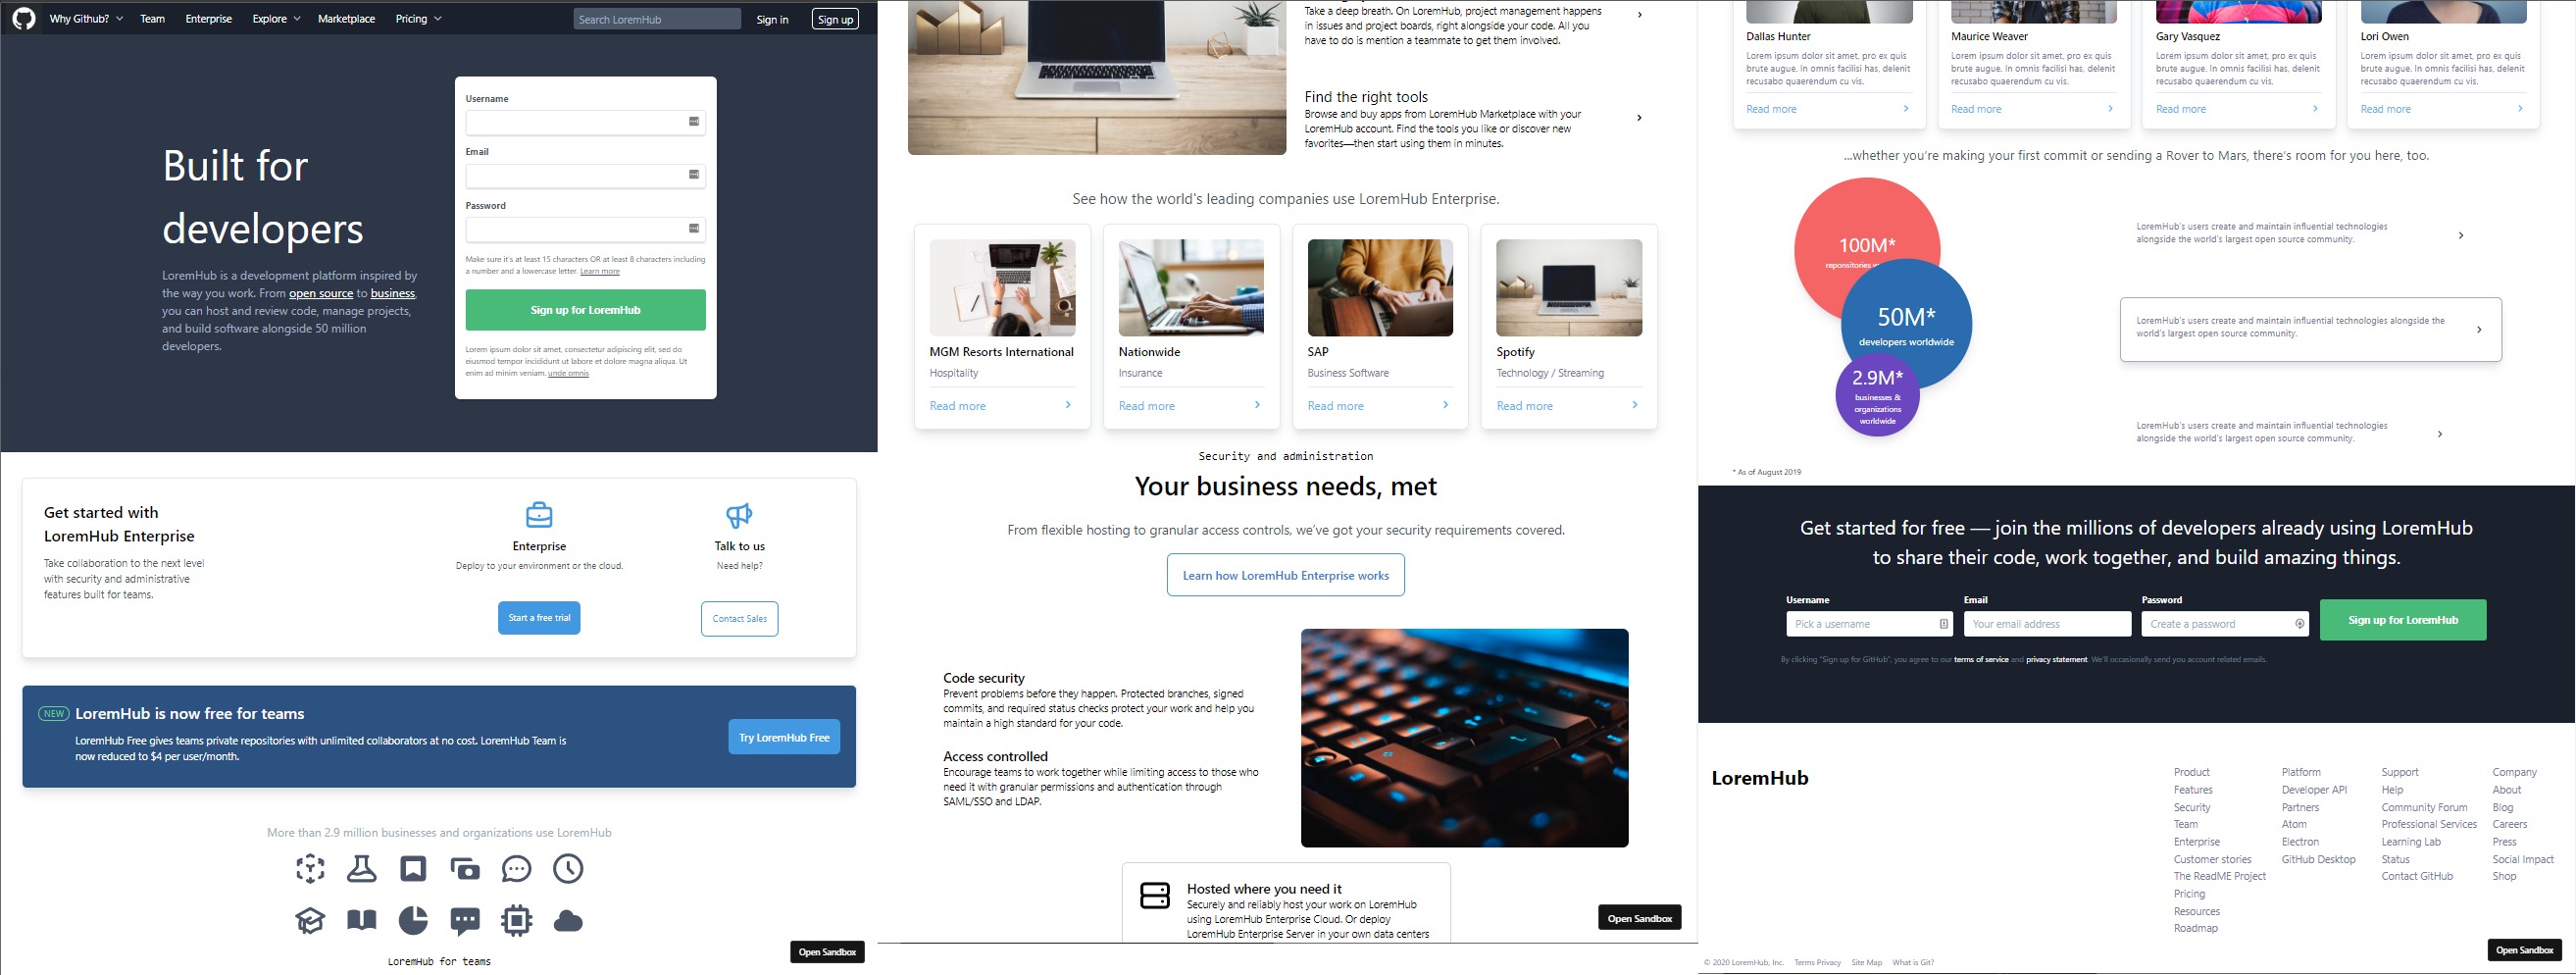 Why Github?
Team
Enterprise
Explore
Marketplace
Pricing
Search LoremHub
Sign in
Sign up
Built for
developers
LoremHub is a development platform inspired by
the way you work. From open source to business,
you can host and review code, manage projects,
and build software alongside 50 million
developers.
Username
Email
Password
Make sure it's at least 15 characters OR at least 8 characters including
a number and a lowercase letter. Learn more
Sign up for LoremHub
Lorem ipsum dolor sit amet, consectetur adipiscing elit, sed do
eiusmod tempor incididunt ut labore et dolore magna aliqua. Ut
enim ad minim veniam. unde omnis
Get started with
LoremHub Enterprise
Take collaboration to the next level
with security and administrative
features built for teams.
Enterprise
Deploy to your environment or the cloud.
Start a free trial
Talk to us
Need help?
Contact Sales
NEW
LoremHub is now free for teams
LoremHub Free gives teams private repositories with unlimited collaborators at no cost. LoremHub Team is
now reduced to $4 per user/month.
Try LoremHub Free
More than 2.9 million businesses and organizations use LoremHub
LoremHub for teams
Open Sandbox
Take a deep breath. On LoremHub, project management happens
in issues and project boards, right alongside your code. All you
have to do is mention a teammate to get them involved.
Find the right tools
Browse and buy apps from LoremHub Marketplace with your
LoremHub account. Find the tools you like or discover new
favorites—then start using them in minutes.
See how the world's leading companies use LoremHub Enterprise.
MGM Resorts International
Hospitality
Read more
Nationwide
Insurance
Read more
SAP
Business Software
Read more
Spotify
Technology / Streaming
Read more
Security and administration
Your business needs, met
From flexible hosting to granular access controls, we've got your security requirements covered.
Learn how LoremHub Enterprise works
Code security
Prevent problems before they happen. Protected branches, signed
commits, and required status checks protect your work and help you
maintain a high standard for your code.
Access controlled
Encourage teams to work together while limiting access to those who
need it with granular permissions and authentication through
SAML/SSO and LDAP.
Hosted where you need it
Securely and reliably host your work on LoremHub
using LoremHub Enterprise Cloud. Or deploy
LoremHub Enterprise Server in your own data centers
Open Sandbox
Dallas Hunter
Lorem ipsum dolor sit amet, pro ex quis
brute augue. In omnis facilisi has, delenit
recusabo quaerendum cu vis.
Read more
Maurice Weaver
Lorem ipsum dolor sit amet, pro ex quis
brute augue. In omnis facilisi has, delenit
recusabo quaerendum cu vis.
Read more
Gary Vasquez
Lorem ipsum dolor sit amet, pro ex quis
brute augue. In omnis facilisi has, delenit
recusabo quaerendum cu vis.
Read more
Lori Owen
Lorem ipsum dolor sit amet, pro ex quis
brute augue. In omnis facilisi has, delenit
recusabo quaerendum cu vis.
Read more
...whether you're making your first commit or sending a Rover to Mars, there's room for you here, too.
100M*
50M*
developers worldwide
2.9M*
businesses &
organizations
worldwide
LoremHub's users create and maintain influential technologies
alongside the world's largest open source community.
LoremHub's users create and maintain influential technologies alongside the
world's largest open source community.
LoremHub's users create and maintain influential technologies
alongside the world's largest open source community.
* As of August 2019
Get started for free — join the millions of developers already using LoremHub
to share their code, work together, and build amazing things.
Username
Pick a username
Email
Your email address
Password
Create a password
Sign up for LoremHub
By clicking "Sign up for GitHub", you agree to our terms of service and privacy statement. We'll occasionally send you account related emails.
LoremHub
Product
Features
Security
Team
Enterprise
Customer stories
The ReadME Project
Pricing
Resources
Roadmap
Platform
Developer API
Partners
Atom
Electron
GitHub Desktop
Support
Help
Community Forum
Professional Services
Learning Lab
Status
Contact GitHub
Company
About
Blog
Careers
Press
Social Impact
Shop
© 2020 LoremHub, Inc.
Terms Privacy
Site Map
What is Git?
Open Sandbox